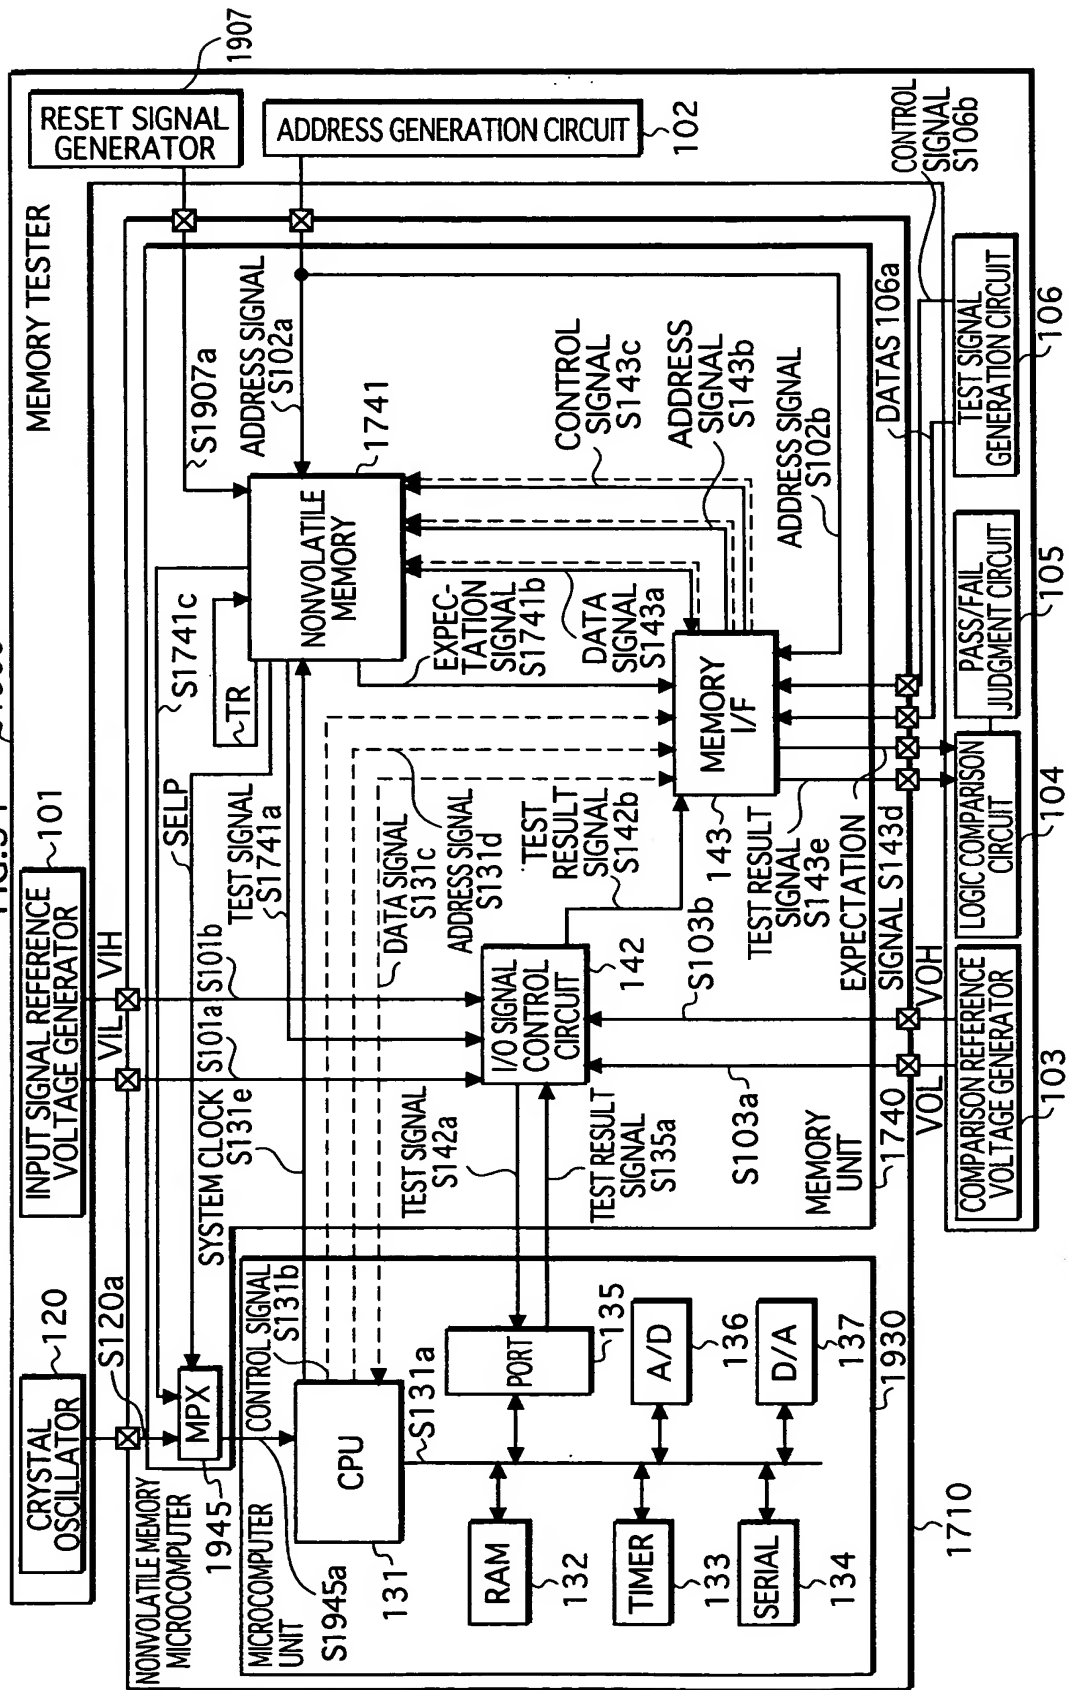 MEMORY TESTER
CRYSTAL
OSCILLATOR
120
S120a
INPUT SIGNAL REFERENCE
VOLTAGE GENERATOR
101
VIL
VIH
S101a
S101b
RESET SIGNAL
GENERATOR
1907
S1907a
ADDRESS GENERATION CIRCUIT
102
ADDRESS SIGNAL
S102a
NONVOLATILE MEMORY
MICROCOMPUTER
1945
MPX
SELP
TR
S1741c
SYSTEM CLOCK
S131e
TEST SIGNAL
S1741a
NONVOLATILE
MEMORY
1741
MICROCOMPUTER
UNIT
S1945a
CPU
131
CONTROL SIGNAL
S131b
S131a
DATA SIGNAL
S131c
ADDRESS SIGNAL
S131d
EXPEC-
TATION
SIGNAL
S1741b
DATA
SIGNAL
S143a
CONTROL
SIGNAL
S143c
ADDRESS
SIGNAL
S143b
ADDRESS SIGNAL
S102b
RAM
132
TIMER
133
SERIAL
134
PORT
135
A/D
136
D/A
137
1930
TEST SIGNAL
S142a
TEST RESULT
SIGNAL
S135a
I/O SIGNAL
CONTROL
CIRCUIT
142
TEST
RESULT
SIGNAL
S142b
MEMORY
I/F
143
S103a
S103b
TEST RESULT
SIGNAL
S143e
EXPECTATION
SIGNAL S143d
DATAS 106a
CONTROL
SIGNAL
S106b
MEMORY
UNIT
1740
1710
VOL
VOH
COMPARISON REFERENCE
VOLTAGE GENERATOR
103
LOGIC COMPARISON
CIRCUIT
104
PASS/FAIL
JUDGMENT CIRCUIT
105
TEST SIGNAL
GENERATION CIRCUIT
106